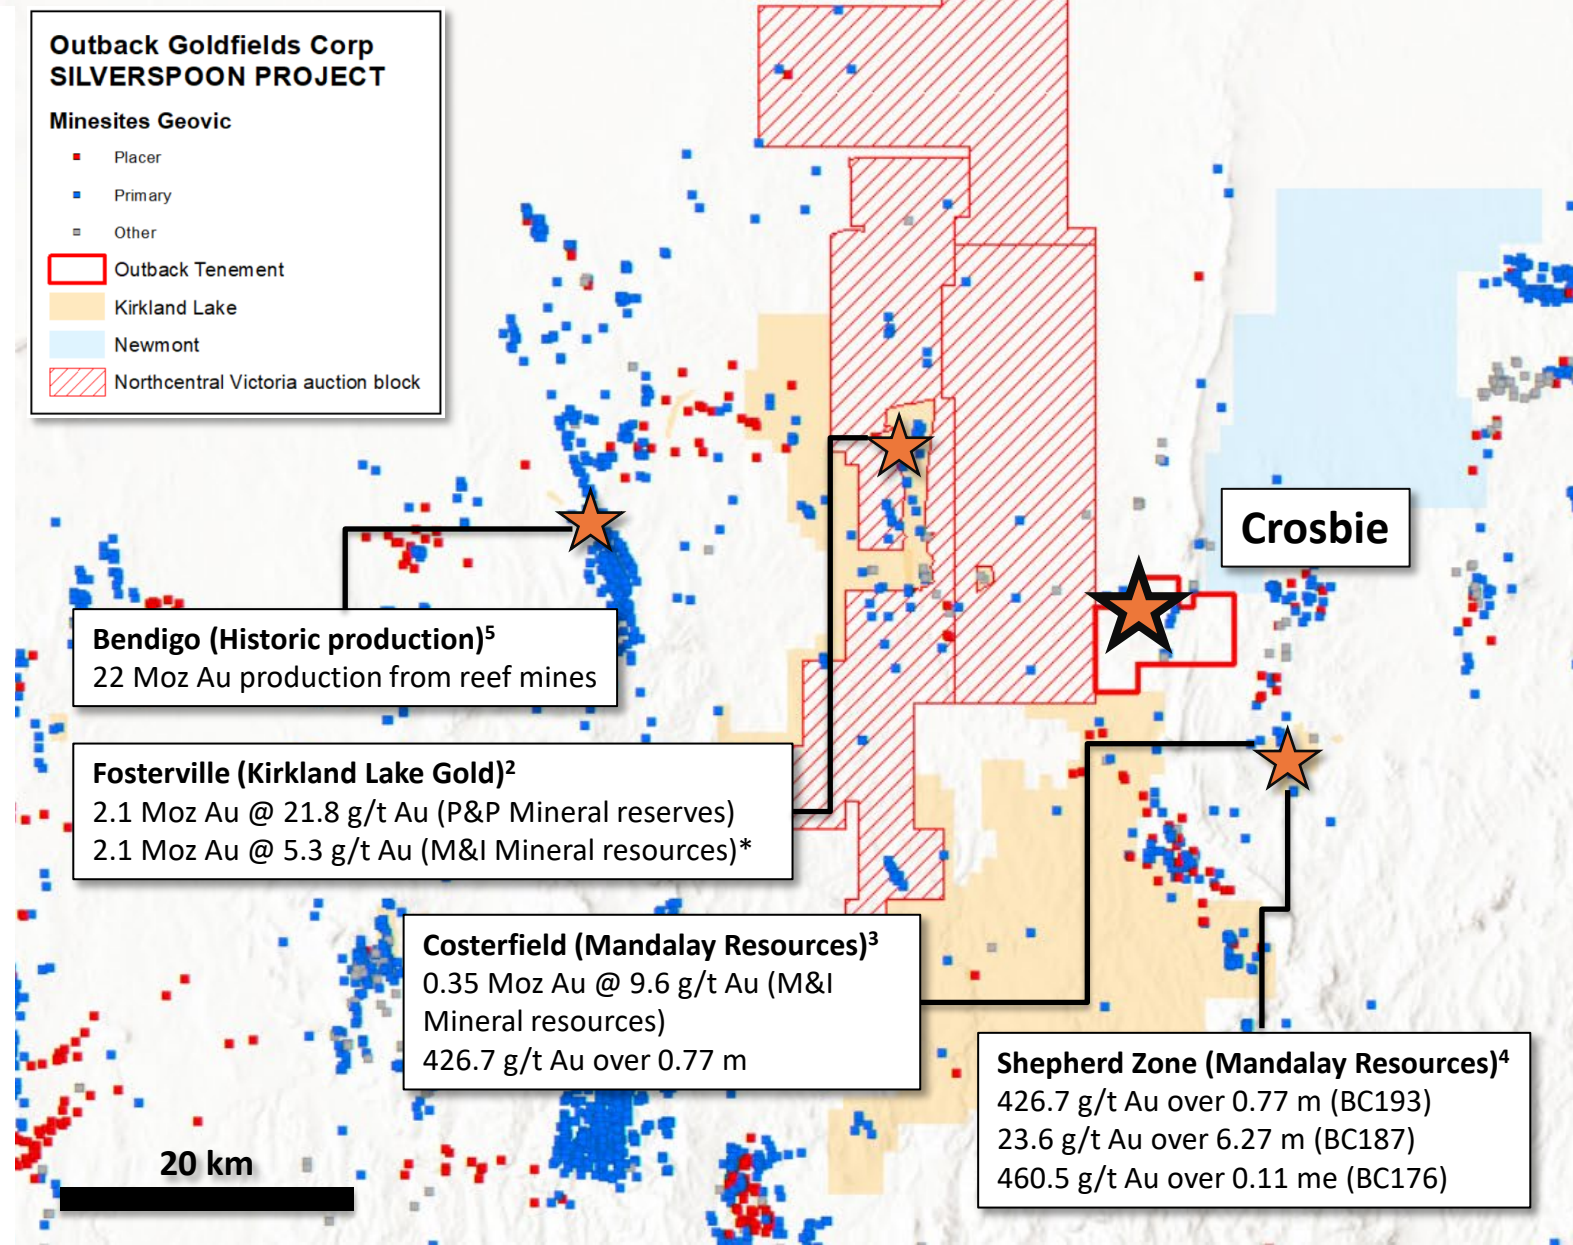 Outback Goldfields Corp
SILVERSPOON PROJECT
Minesites Geovic
Placer
Primary
Other
Outback Tenement
Kirkland Lake
Newmont
Northcentral Victoria auction block
Crosbie
Bendigo (Historic production)5
22 Moz Au production from reef mines
Fosterville (Kirkland Lake Gold)2
2.1 Moz Au @ 21.8 g/t Au (P&P Mineral reserves)
2.1 Moz Au @ 5.3 g/t Au (M&I Mineral resources)*
Costerfield (Mandalay Resources)3
0.35 Moz Au @ 9.6 g/t Au (M&I
Mineral resources)
426.7 g/t Au over 0.77 m
Shepherd Zone (Mandalay Resources)4
426.7 g/t Au over 0.77 m (BC193)
23.6 g/t Au over 6.27 m (BC187)
460.5 g/t Au over 0.11 me (BC176)
20 km